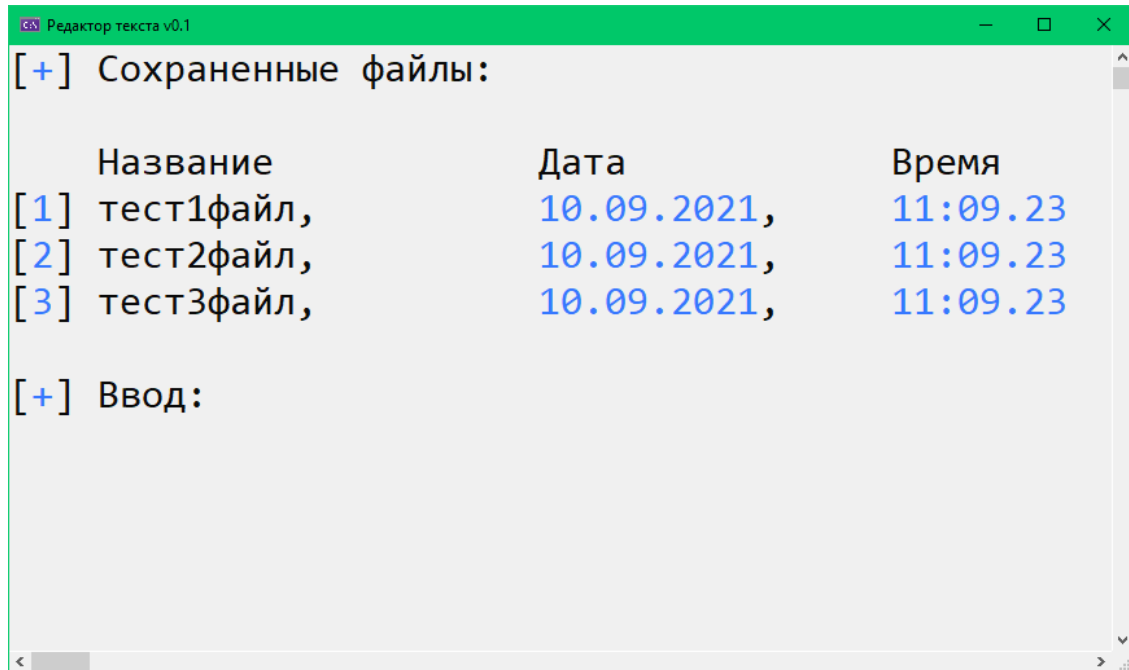 Редактор текста v0.1
[+] Сохраненные файлы:
Название Дата Время
[1] тест1файл, 10.09.2021, 11:09.23
[2] тест2файл, 10.09.2021, 11:09.23
[3] тест3файл, 10.09.2021, 11:09.23
[+] Ввод: